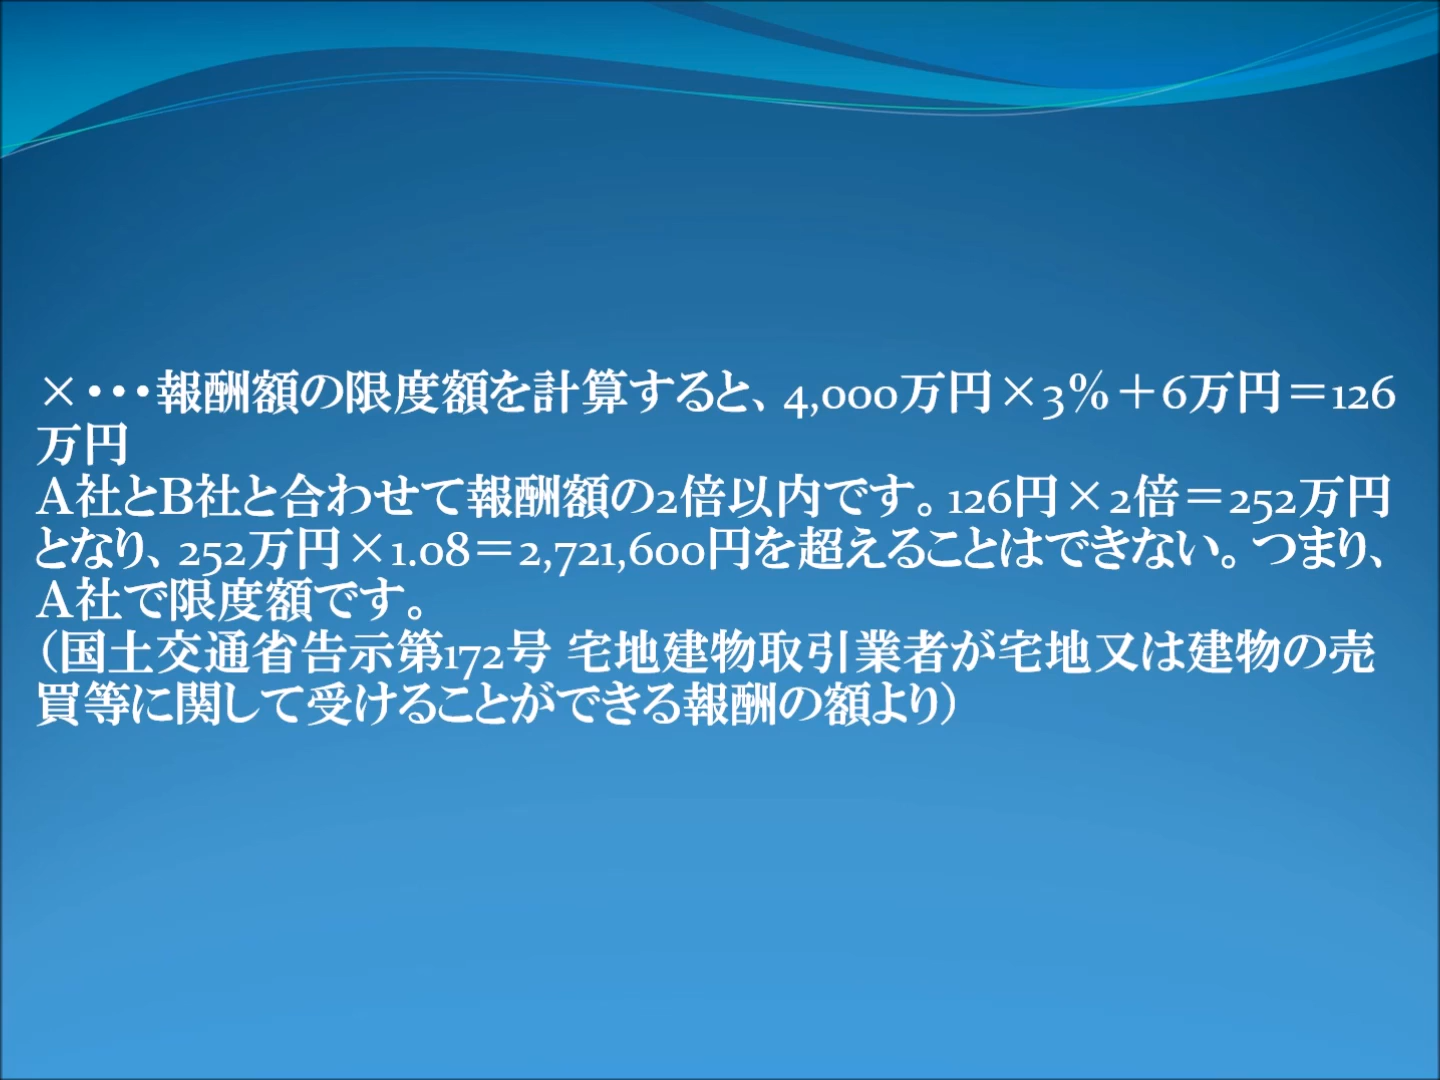 ×・・・報酬額の限度額を計算すると、4,000万円×3％＋6万円＝126
万円
A社とB社と合わせて報酬額の2倍以内です。126円×2倍＝252万円
となり、252万円×1.08＝2,721,600円を超えることはできない。つまり、
A社で限度額です。
（国土交通省告示第172号 宅地建物取引業者が宅地又は建物の売
買等に関して受けることができる報酬の額より）